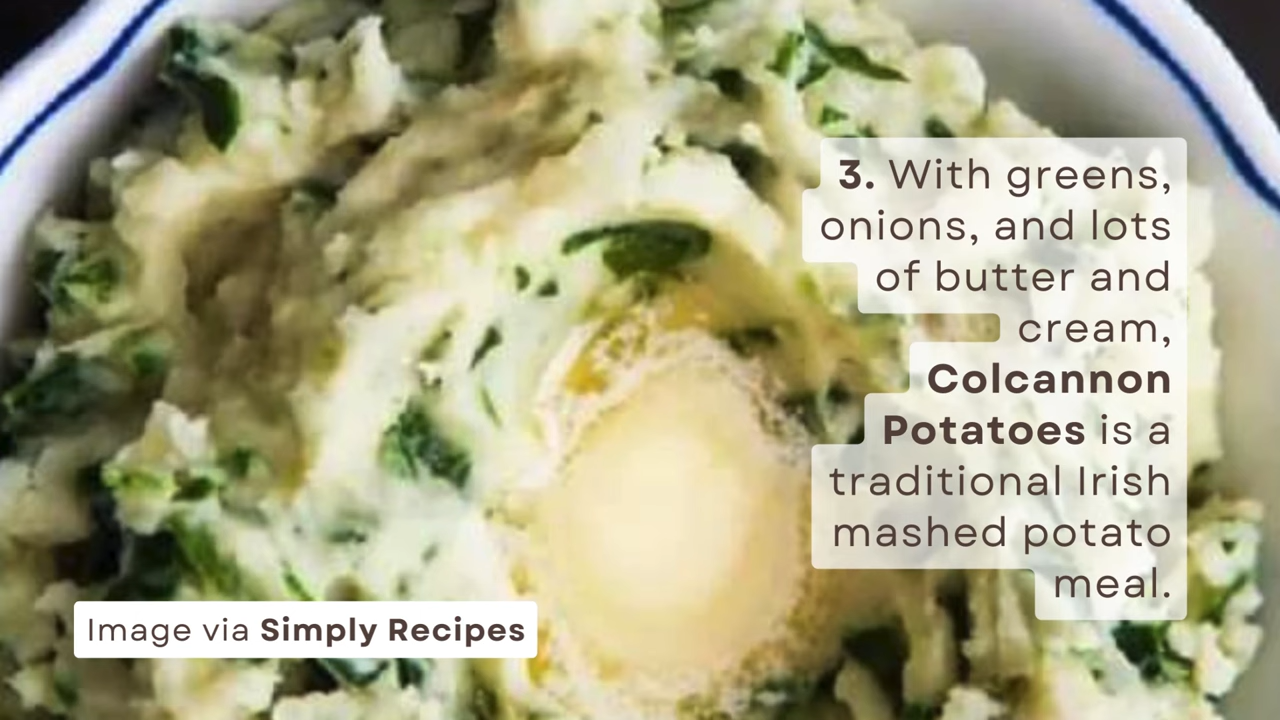 3. With greens,
onions, and lots
of butter and
cream,
Colcannon
Potatoes is a
traditional Irish
mashed potato
meal.
Image via Simply Recipes